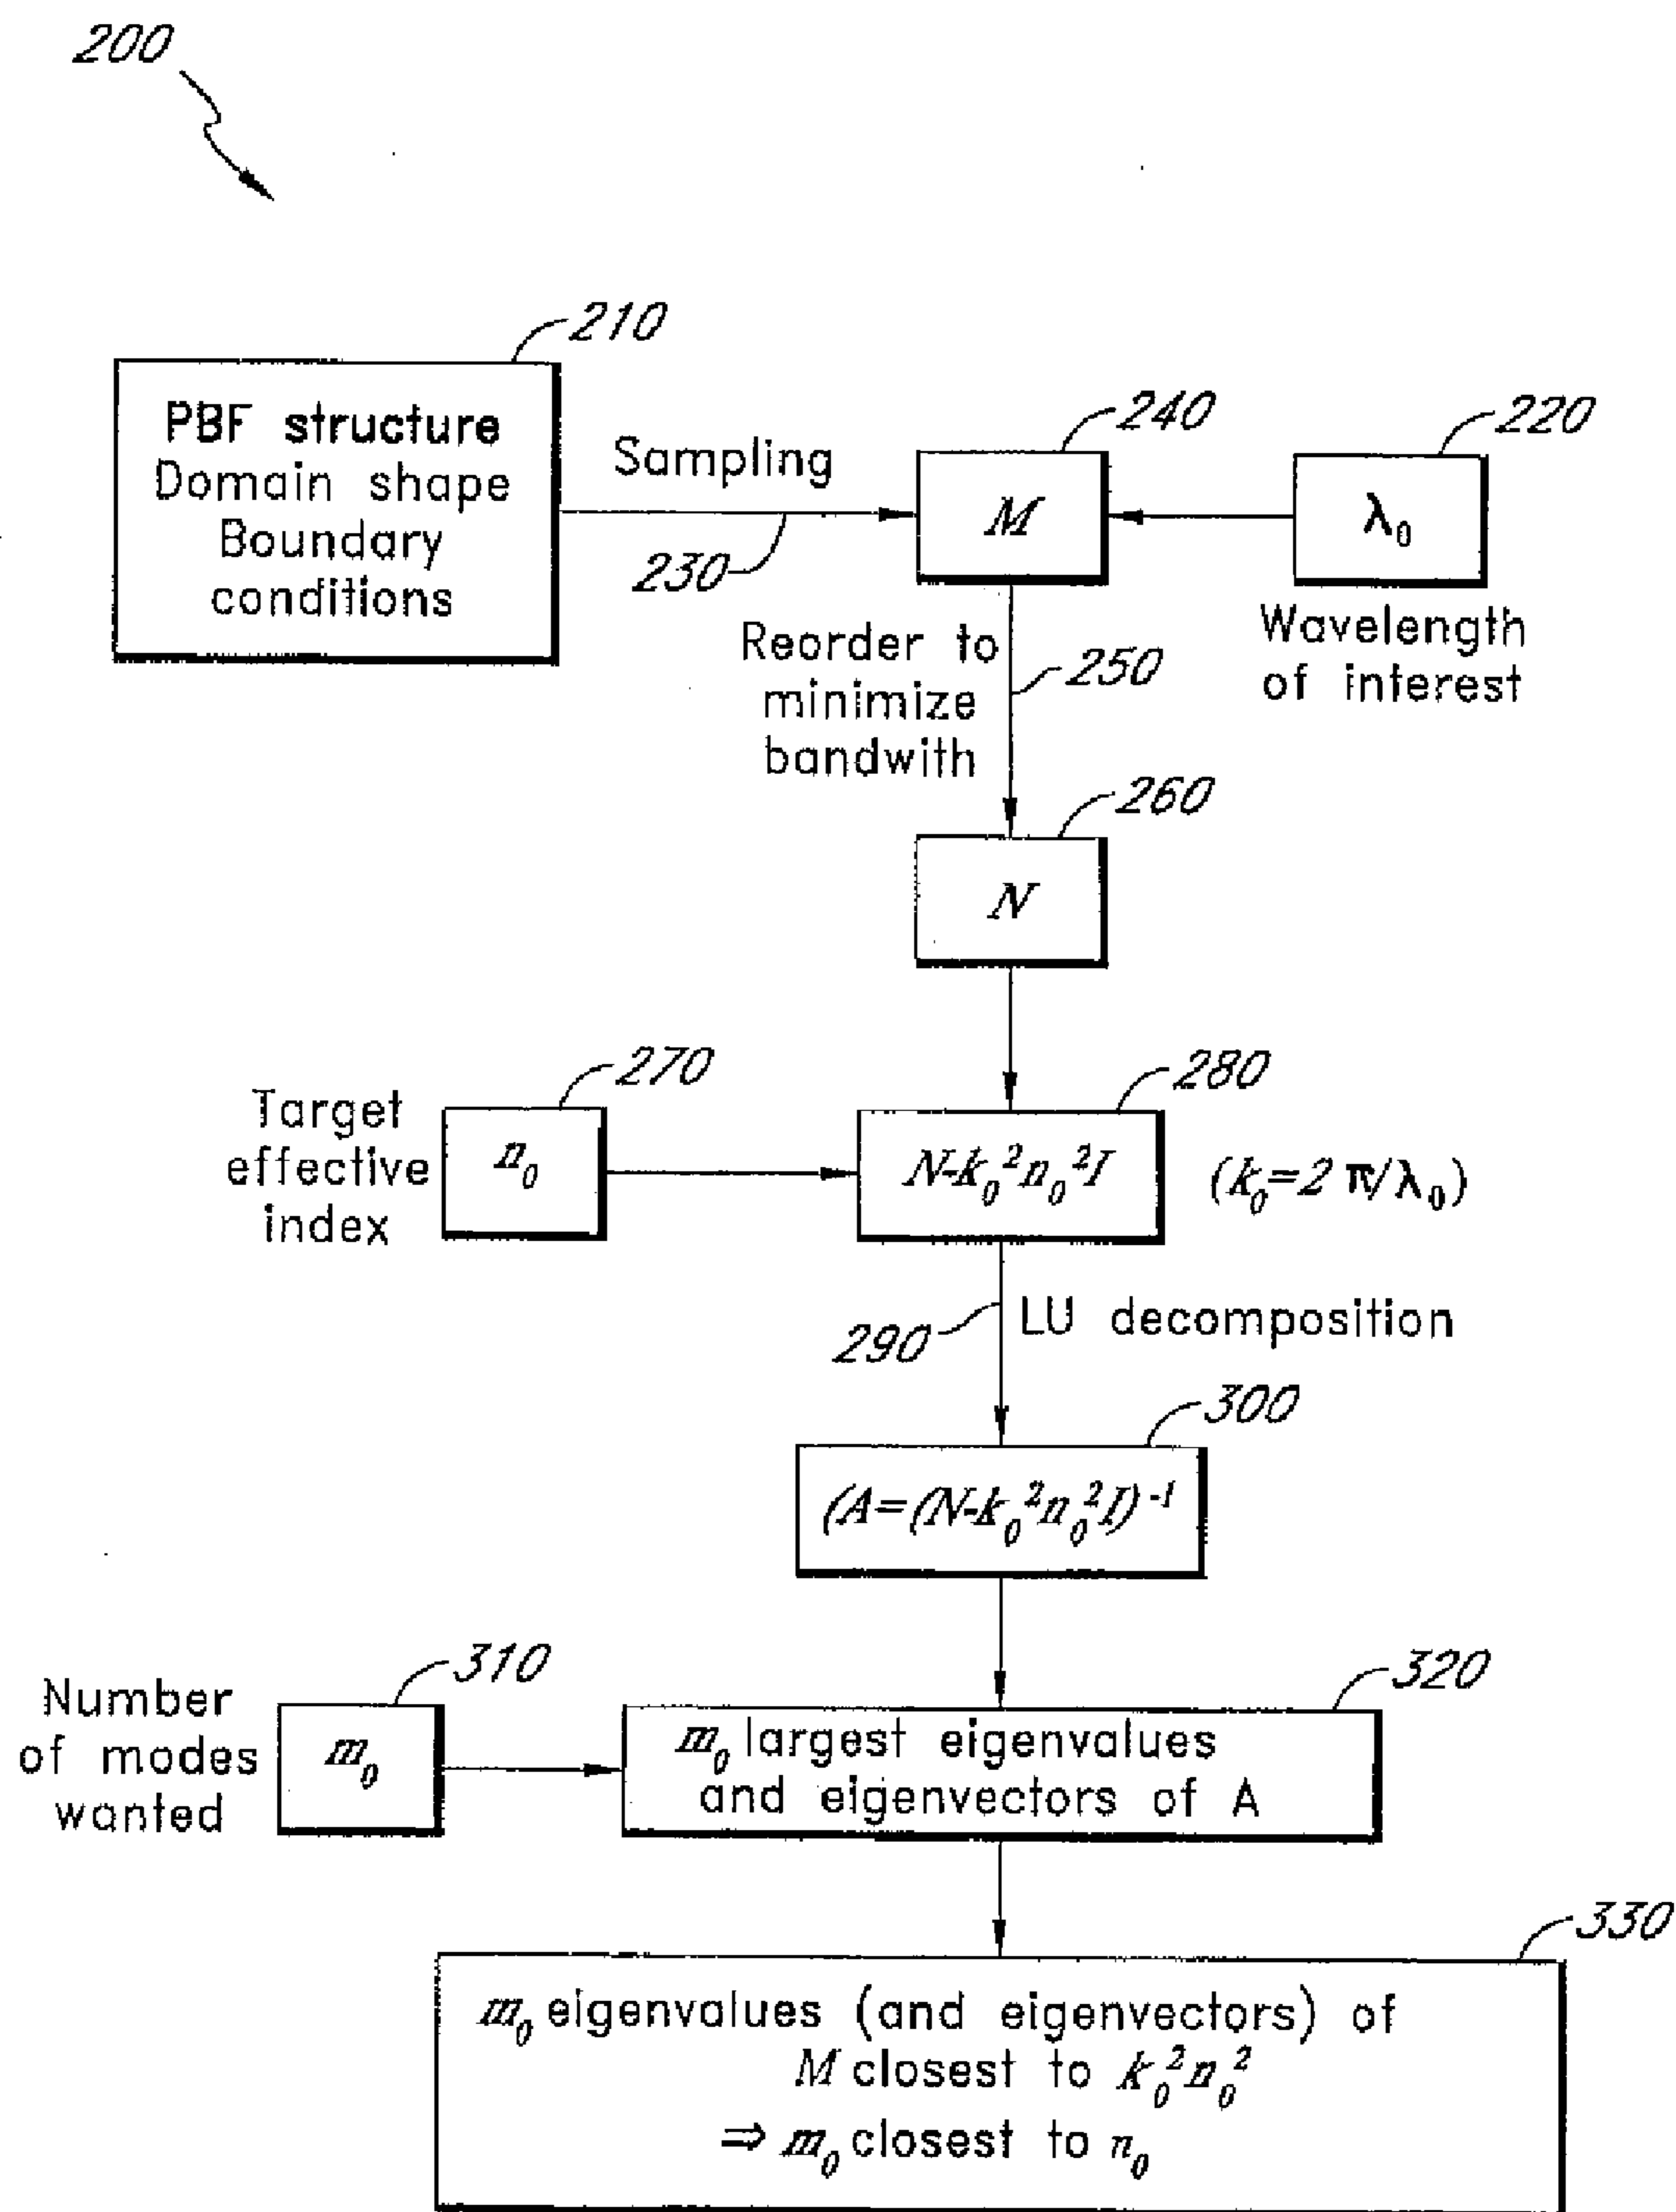 200
210
PBF structure
Domain shape
Boundary
conditions
Sampling
230
240
M
220
λ₀
Wavelength
of interest
Reorder to
minimize
bandwith
250
260
N
Target
effective
index
270
n₀
280
N-k₀²n₀²I
(k₀=2 π/λ₀)
290
LU decomposition
300
(A=(N-k₀²n₀²I)⁻¹
Number
of modes
wanted
310
m₀
320
m₀ largest eigenvalues
and eigenvectors of A
330
m₀ eigenvalues (and eigenvectors) of
M closest to k₀²n₀²
⇒ m₀ closest to n₀